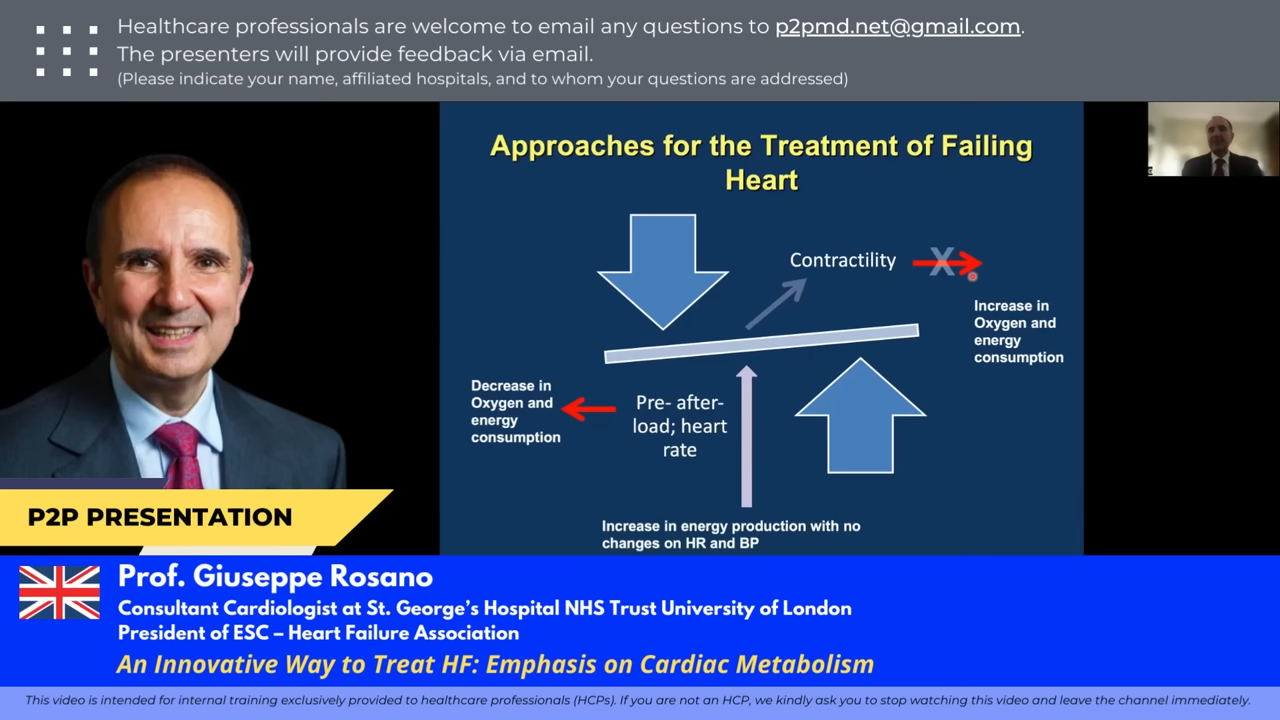 Healthcare professionals are welcome to email any questions to p2pmd.net@gmail.com.
The presenters will provide feedback via email.
(Please indicate your name, affiliated hospitals, and to whom your questions are addressed)
Approaches for the Treatment of Failing
Heart
Contractility
X
Increase in
Oxygen and
energy
consumption
Decrease in
Oxygen and
energy
consumption
Pre- after-
load; heart
rate
Increase in energy production with no
changes on HR and BP
P2P PRESENTATION
Prof. Giuseppe Rosano
Consultant Cardiologist at St. George's Hospital NHS Trust University of London
President of ESC – Heart Failure Association
An Innovative Way to Treat HF: Emphasis on Cardiac Metabolism
This video is intended for internal training exclusively provided to healthcare professionals (HCPs). If you are not an HCP, we kindly ask you to stop watching this video and leave the channel immediately.